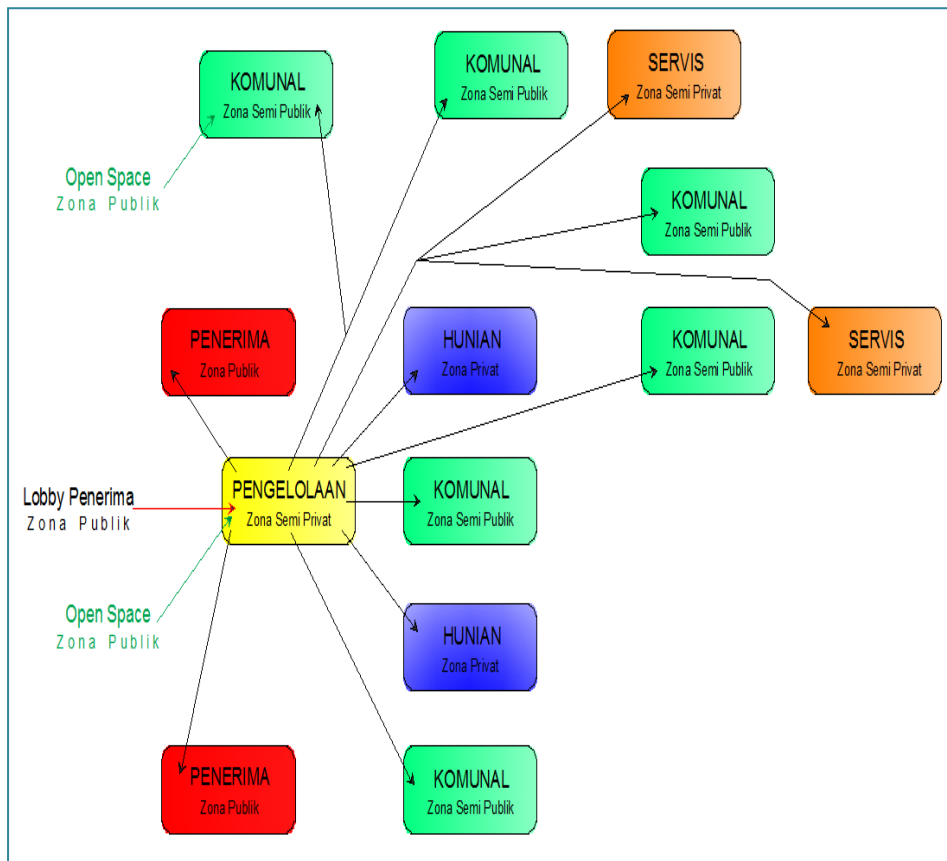 KOMUNAL
Zona Semi Publik
KOMUNAL
Zona Semi Publik
SERVIS
Zona Semi Privat
Open Space
Zona Publik
KOMUNAL
Zona Semi Publik
PENERIMA
Zona Publik
HUNIAN
Zona Privat
KOMUNAL
Zona Semi Publik
SERVIS
Zona Semi Privat
Lobby Penerima
Zona Publik
PENGELOLAAN
Zona Semi Privat
KOMUNAL
Zona Semi Publik
Open Space
Zona Publik
HUNIAN
Zona Privat
PENERIMA
Zona Publik
KOMUNAL
Zona Semi Publik